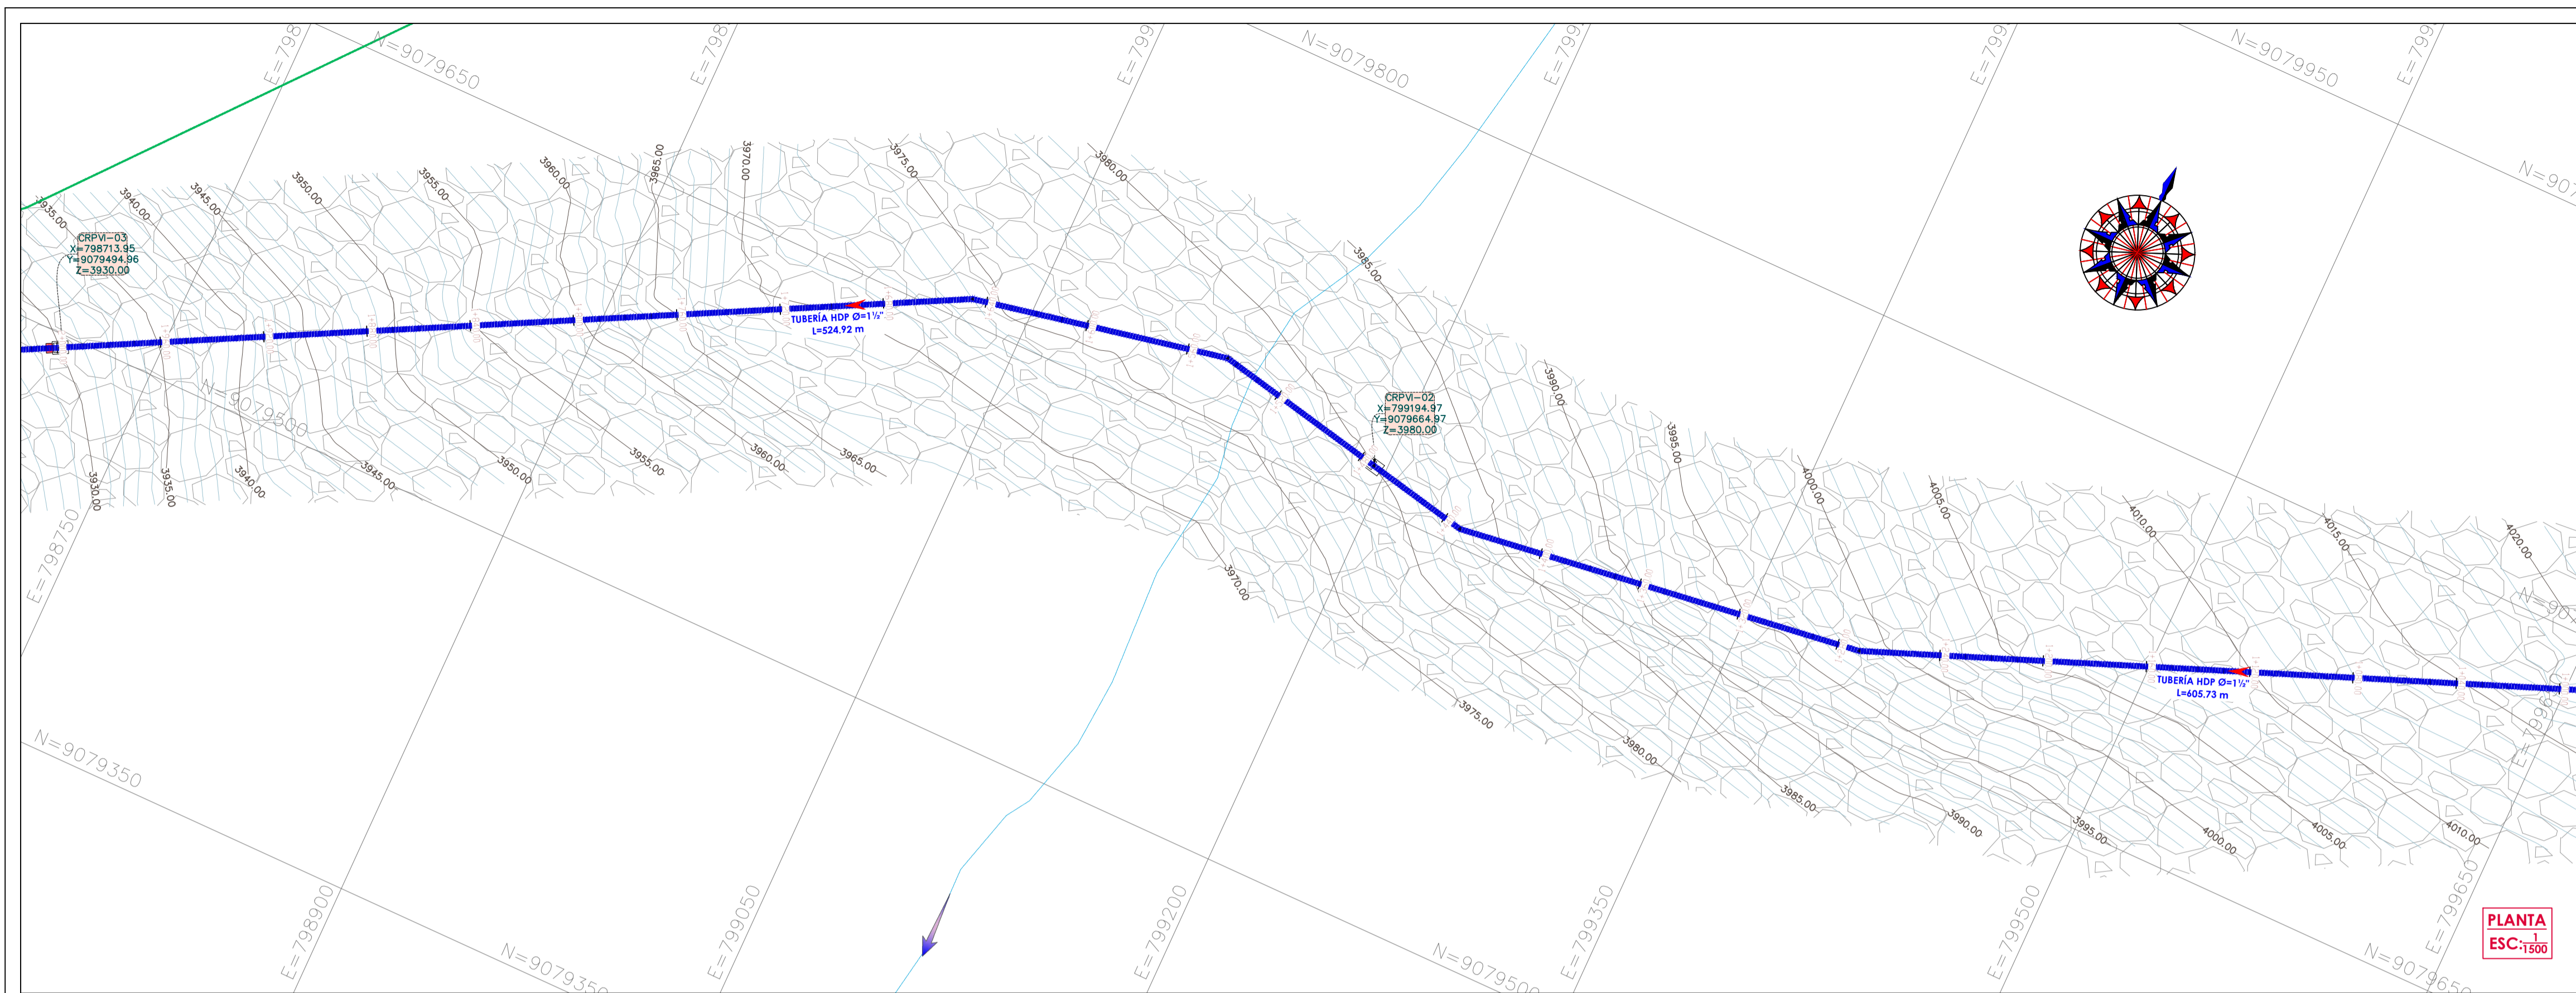 E=798
N=9079650
E=798
E=799
N=9079800
E=799
E=799
N=9079950
E=799
3935.00
3940.00
3945.00
3950.00
3955.00
3960.00
3965.00
3970.00
3975.00
3980.00
3985.00
3990.00
3995.00
4000.00
4005.00
4010.00
4015.00
4020.00
CRPVI-03
X=798713.95
Y=9079494.96
Z=3930.00
TUBERÍA HDP Ø=1½"
L=524.92 m
CRPVI-02
X=799194.97
Y=9079664.97
Z=3980.00
TUBERÍA HDP Ø=1½"
L=605.73 m
N=9079500
3930.00
3935.00
3940.00
3945.00
3950.00
3955.00
3960.00
3965.00
3970.00
3975.00
3980.00
3985.00
3990.00
3995.00
4000.00
4005.00
4010.00
E=798750
N=9079350
E=798900
N=9079350
E=799050
E=799200
N=9079500
E=799350
E=799500
N=9079650
E=799650
PLANTA
ESC: 1/1500